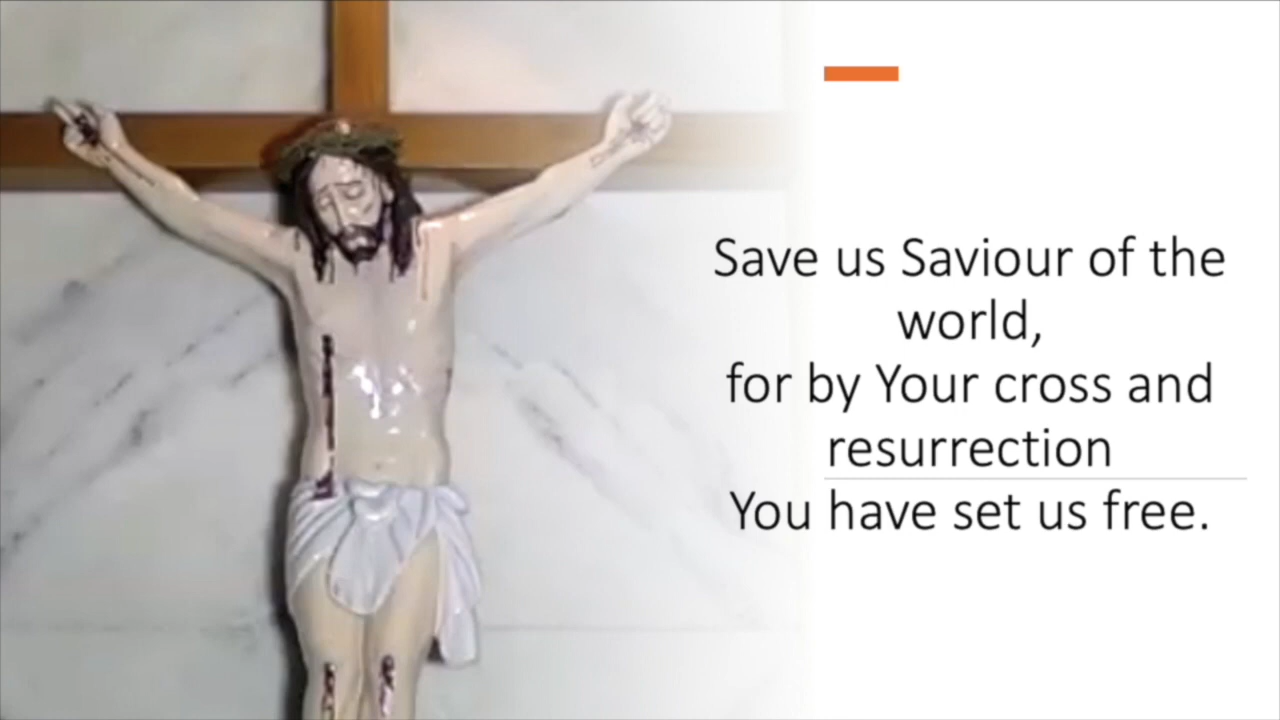 Save us Saviour of the
world,
for by Your cross and
resurrection
You have set us free.